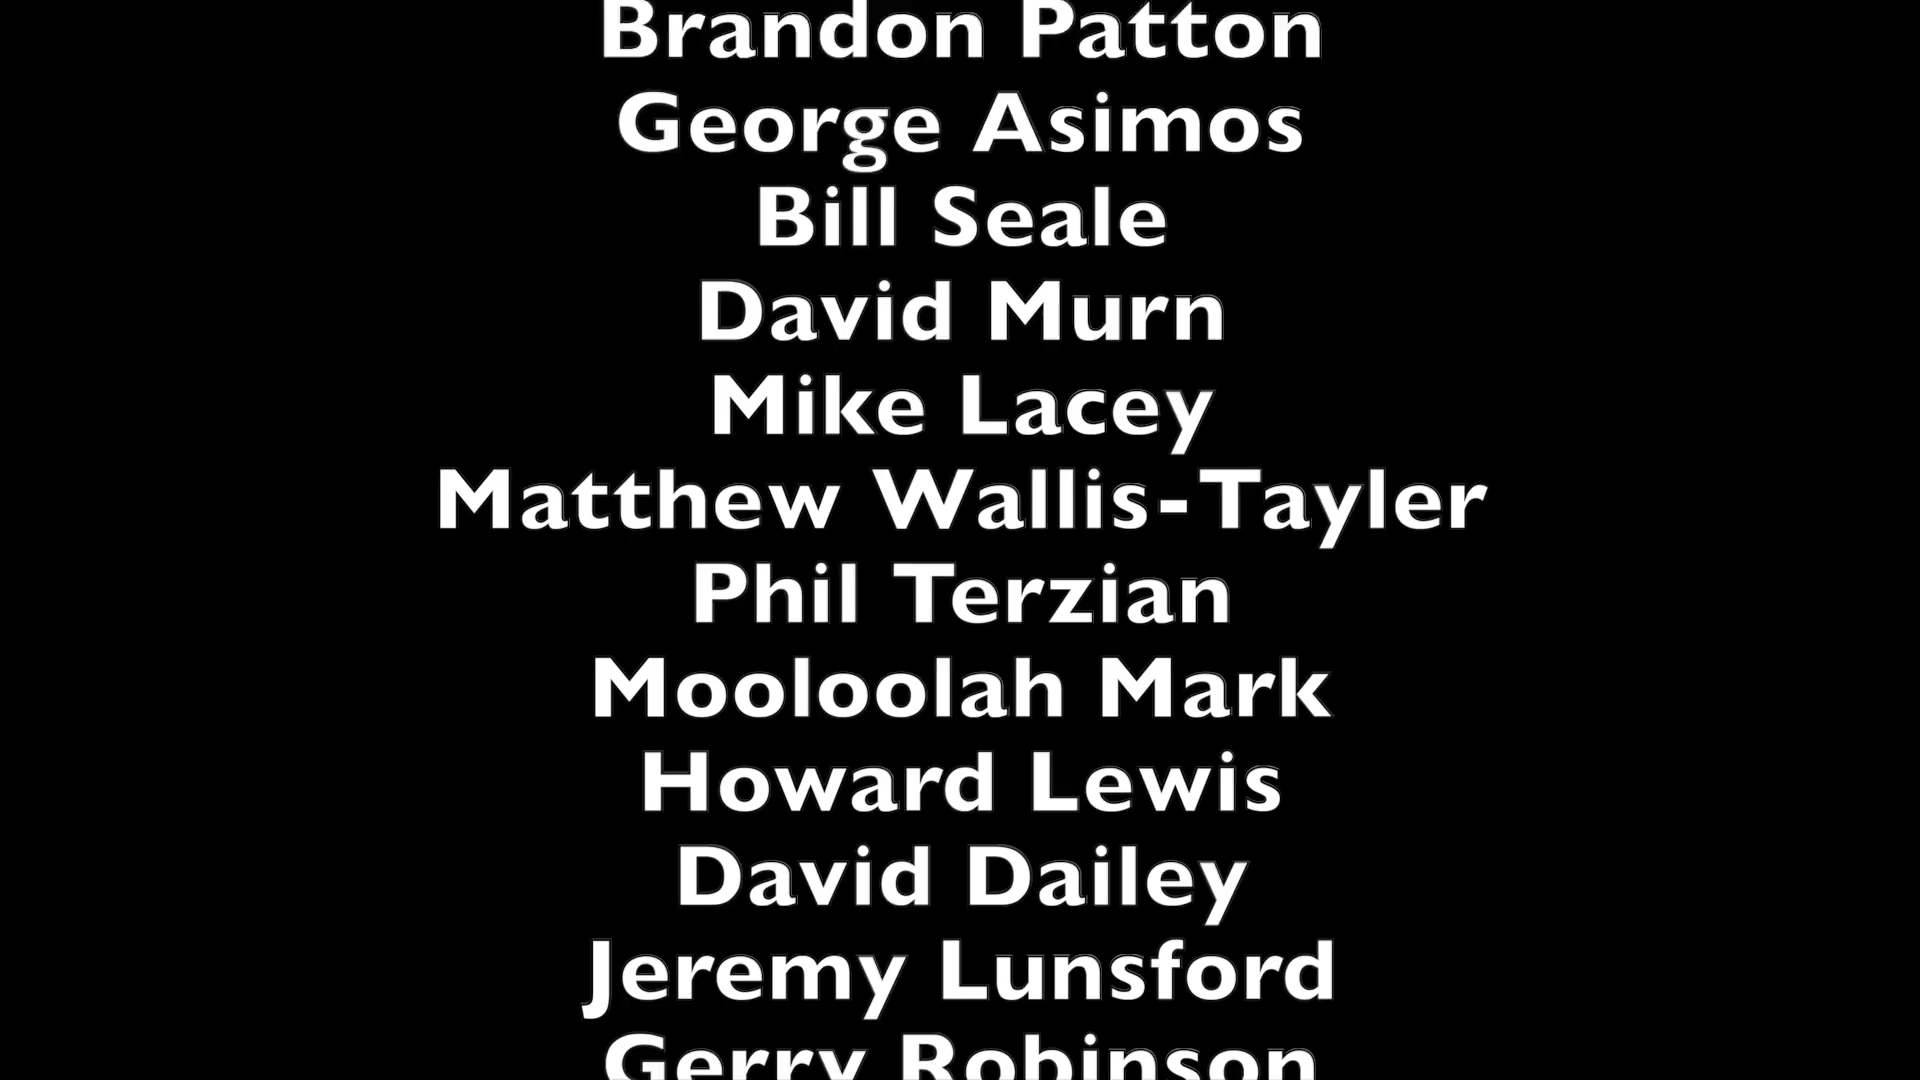 Brandon Patton
George Asimos
Bill Seale
David Murn
Mike Lacey
Matthew Wallis-Tayler
Phil Terzian
Mooloolah Mark
Howard Lewis
David Dailey
Jeremy Lunsford
Gerry Robinson